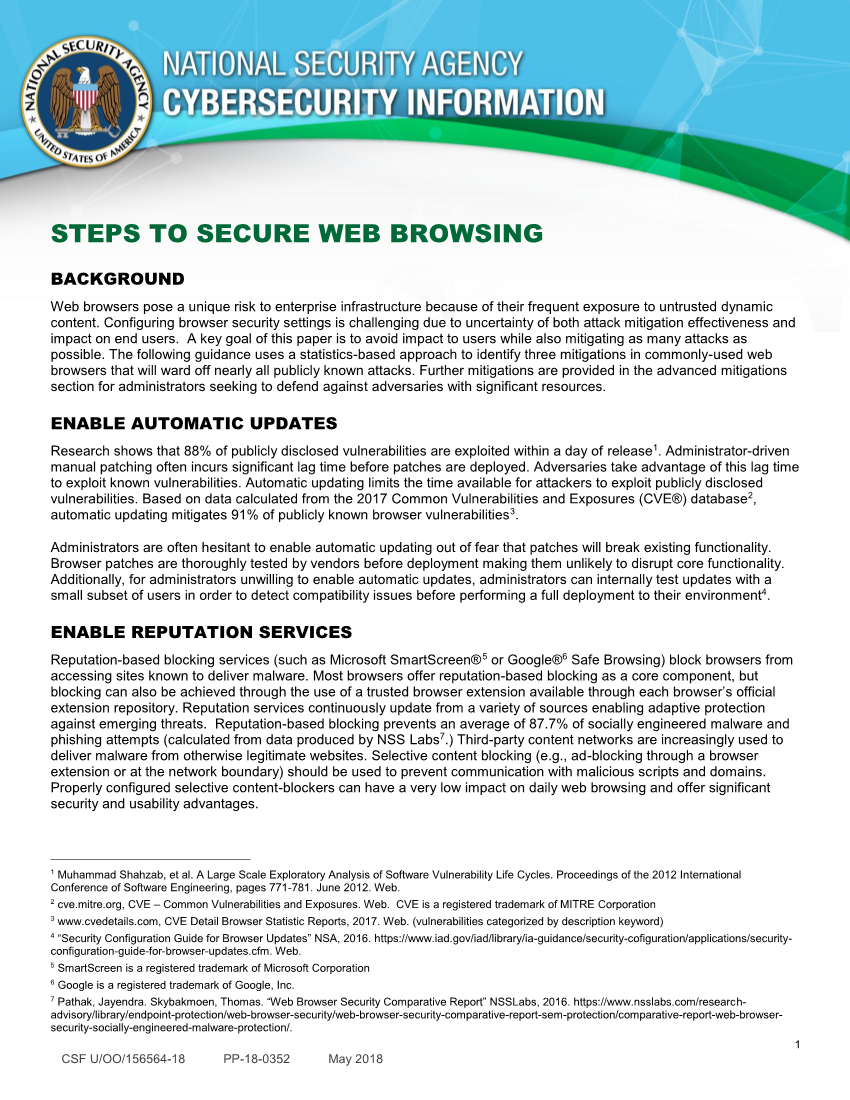 NATIONAL SECURITY AGENCY
UNITED STATES OF AMERICA
NATIONAL SECURITY AGENCY
CYBERSECURITY INFORMATION
STEPS TO SECURE WEB BROWSING
BACKGROUND
Web browsers pose a unique risk to enterprise infrastructure because of their frequent exposure to untrusted dynamic
content. Configuring browser security settings is challenging due to uncertainty of both attack mitigation effectiveness and
impact on end users.  A key goal of this paper is to avoid impact to users while also mitigating as many attacks as
possible. The following guidance uses a statistics-based approach to identify three mitigations in commonly-used web
browsers that will ward off nearly all publicly known attacks. Further mitigations are provided in the advanced mitigations
section for administrators seeking to defend against adversaries with significant resources.
ENABLE AUTOMATIC UPDATES
Research shows that 88% of publicly disclosed vulnerabilities are exploited within a day of release¹. Administrator-driven
manual patching often incurs significant lag time before patches are deployed. Adversaries take advantage of this lag time
to exploit known vulnerabilities. Automatic updating limits the time available for attackers to exploit publicly disclosed
vulnerabilities. Based on data calculated from the 2017 Common Vulnerabilities and Exposures (CVE®) database²,
automatic updating mitigates 91% of publicly known browser vulnerabilities³.
Administrators are often hesitant to enable automatic updating out of fear that patches will break existing functionality.
Browser patches are thoroughly tested by vendors before deployment making them unlikely to disrupt core functionality.
Additionally, for administrators unwilling to enable automatic updates, administrators can internally test updates with a
small subset of users in order to detect compatibility issues before performing a full deployment to their environment⁴.
ENABLE REPUTATION SERVICES
Reputation-based blocking services (such as Microsoft SmartScreen®⁵ or Google®⁶ Safe Browsing) block browsers from
accessing sites known to deliver malware. Most browsers offer reputation-based blocking as a core component, but
blocking can also be achieved through the use of a trusted browser extension available through each browser's official
extension repository. Reputation services continuously update from a variety of sources enabling adaptive protection
against emerging threats.  Reputation-based blocking prevents an average of 87.7% of socially engineered malware and
phishing attempts (calculated from data produced by NSS Labs⁷.) Third-party content networks are increasingly used to
deliver malware from otherwise legitimate websites. Selective content blocking (e.g., ad-blocking through a browser
extension or at the network boundary) should be used to prevent communication with malicious scripts and domains.
Properly configured selective content-blockers can have a very low impact on daily web browsing and offer significant
security and usability advantages.
¹ Muhammad Shahzab, et al. A Large Scale Exploratory Analysis of Software Vulnerability Life Cycles. Proceedings of the 2012 International
Conference of Software Engineering, pages 771-781. June 2012. Web.
² cve.mitre.org, CVE – Common Vulnerabilities and Exposures. Web.  CVE is a registered trademark of MITRE Corporation
³ www.cvedetails.com, CVE Detail Browser Statistic Reports, 2017. Web. (vulnerabilities categorized by description keyword)
⁴ “Security Configuration Guide for Browser Updates” NSA, 2016. https://www.iad.gov/iad/library/ia-guidance/security-cofiguration/applications/security-
configuration-guide-for-browser-updates.cfm. Web.
⁵ SmartScreen is a registered trademark of Microsoft Corporation
⁶ Google is a registered trademark of Google, Inc.
⁷ Pathak, Jayendra. Skybakmoen, Thomas. “Web Browser Security Comparative Report” NSSLabs, 2016. https://www.nsslabs.com/research-
advisory/library/endpoint-protection/web-browser-security/web-browser-security-comparative-report-sem-protection/comparative-report-web-browser-
security-socially-engineered-malware-protection/.
1
CSF U/OO/156564-18 PP-18-0352 May 2018